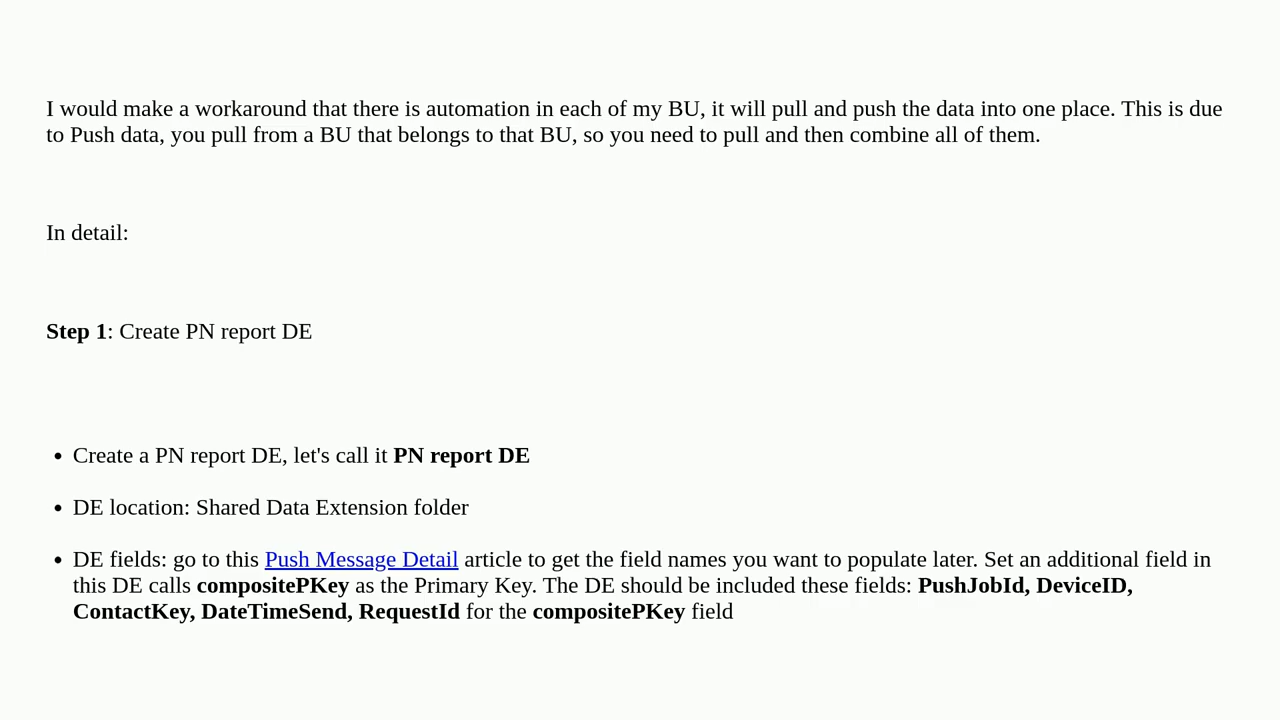 I would make a workaround that there is automation in each of my BU, it will pull and push the data into one place. This is due
to Push data, you pull from a BU that belongs to that BU, so you need to pull and then combine all of them.
In detail:
Step 1: Create PN report DE
• Create a PN report DE, let's call it PN report DE
• DE location: Shared Data Extension folder
• DE fields: go to this Push Message Detail article to get the field names you want to populate later. Set an additional field in
this DE calls compositePKey as the Primary Key. The DE should be included these fields: PushJobId, DeviceID,
ContactKey, DateTimeSend, RequestId for the compositePKey field